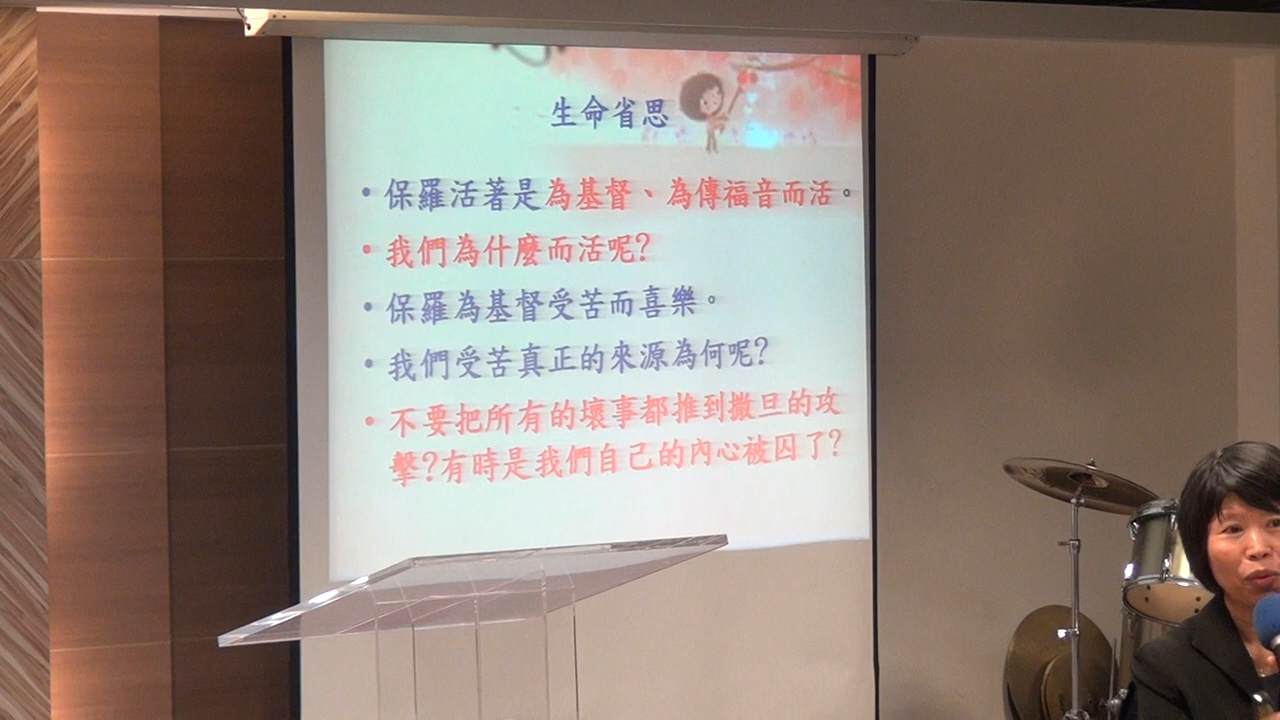 生命省思
•保羅活著是為基督、為傳福音而活。
•我們為什麼而活呢?
•保羅為基督受苦而喜樂。
•我們受苦真正的來源為何呢?
•不要把所有的壞事都推到撒旦的攻
擊?有時是我們自己的內心被囚了?